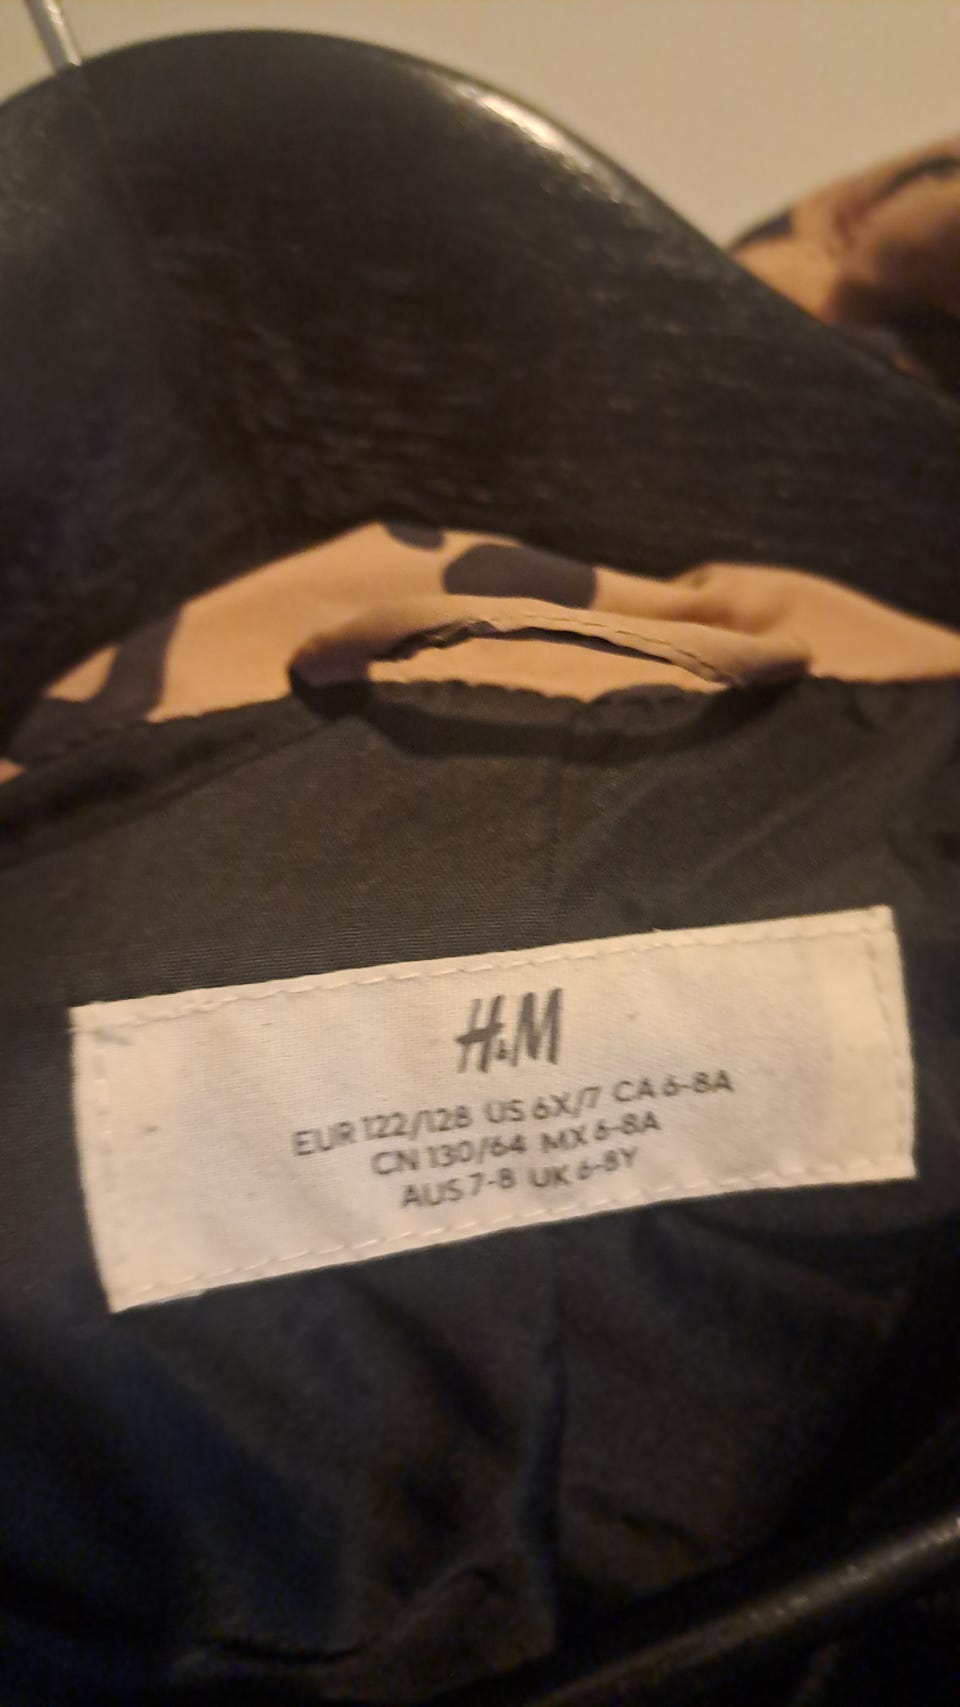 H&M
EUR 122/128 US 6X/7 CA 6-8A
CN 130/64 MX 6-8A
AUS 7-8 UK 6-8Y